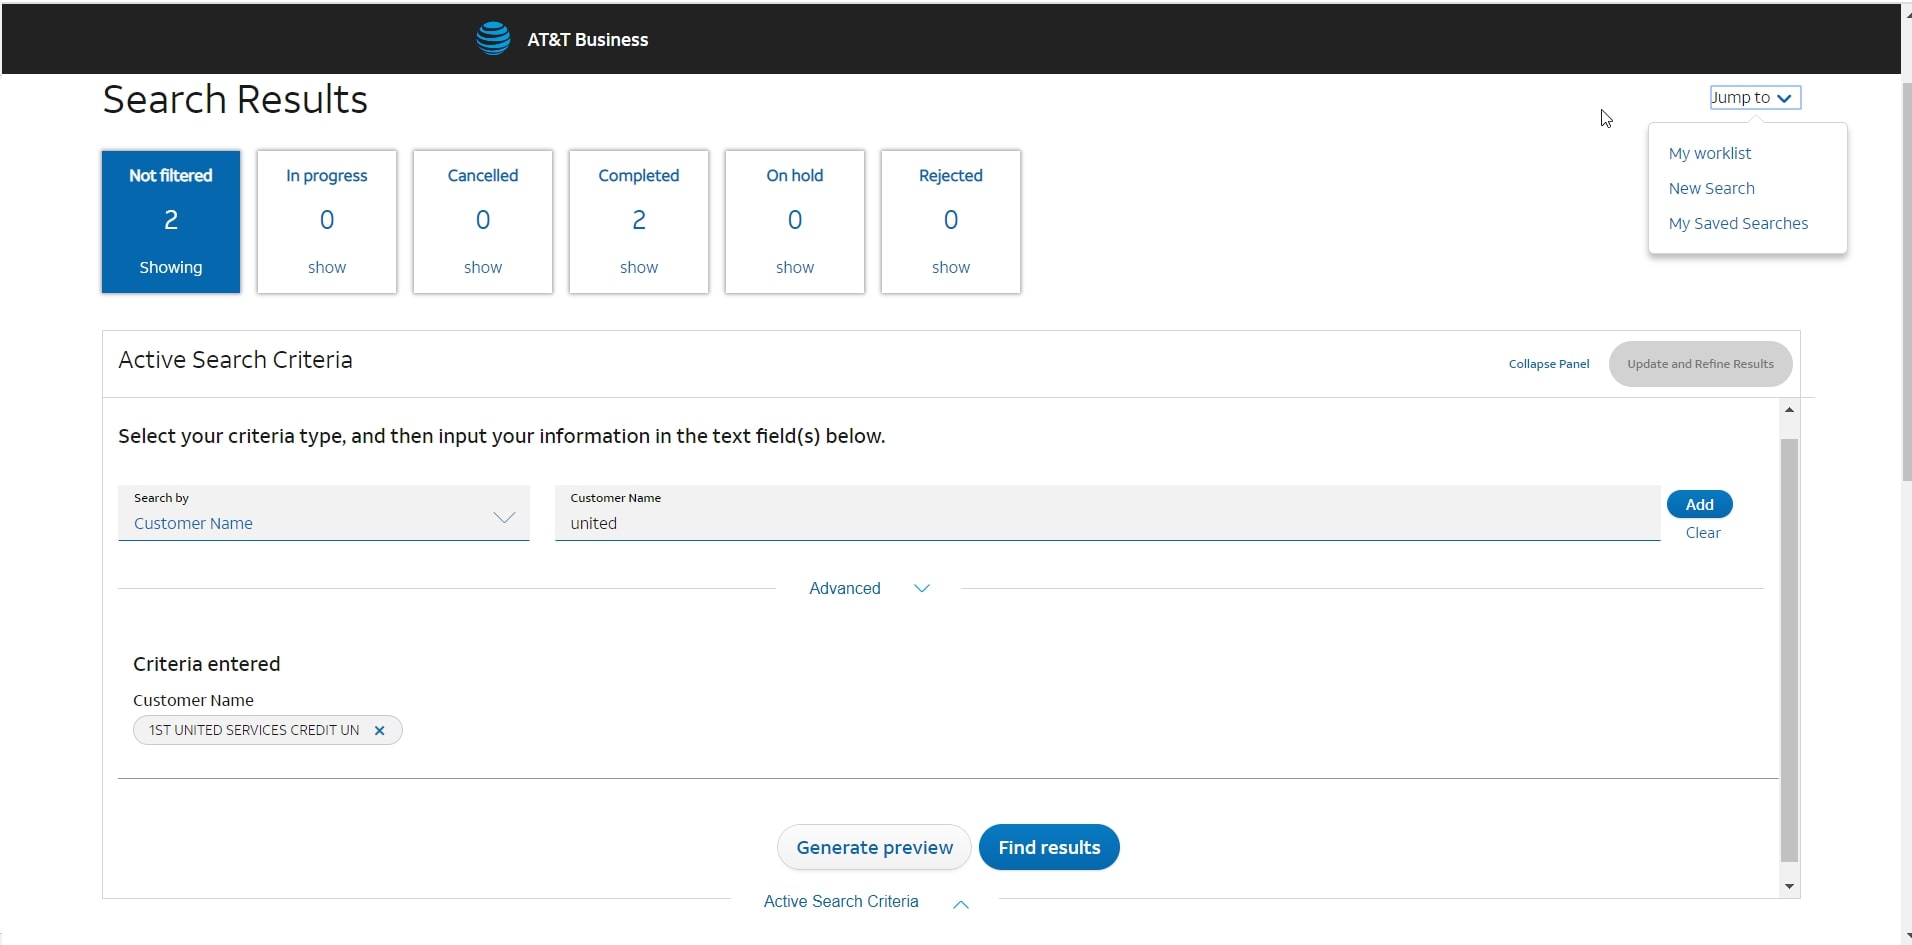 AT&T Business
Search Results
Jump to
My worklist
New Search
My Saved Searches
Not filtered
2
Showing
In progress
0
show
Cancelled
0
show
Completed
2
show
On hold
0
show
Rejected
0
show
Active Search Criteria
Collapse Panel
Update and Refine Results
Select your criteria type, and then input your information in the text field(s) below.
Search by
Customer Name
Customer Name
united
Add
Clear
Advanced
Criteria entered
Customer Name
1ST UNITED SERVICES CREDIT UN ×
Generate preview
Find results
Active Search Criteria